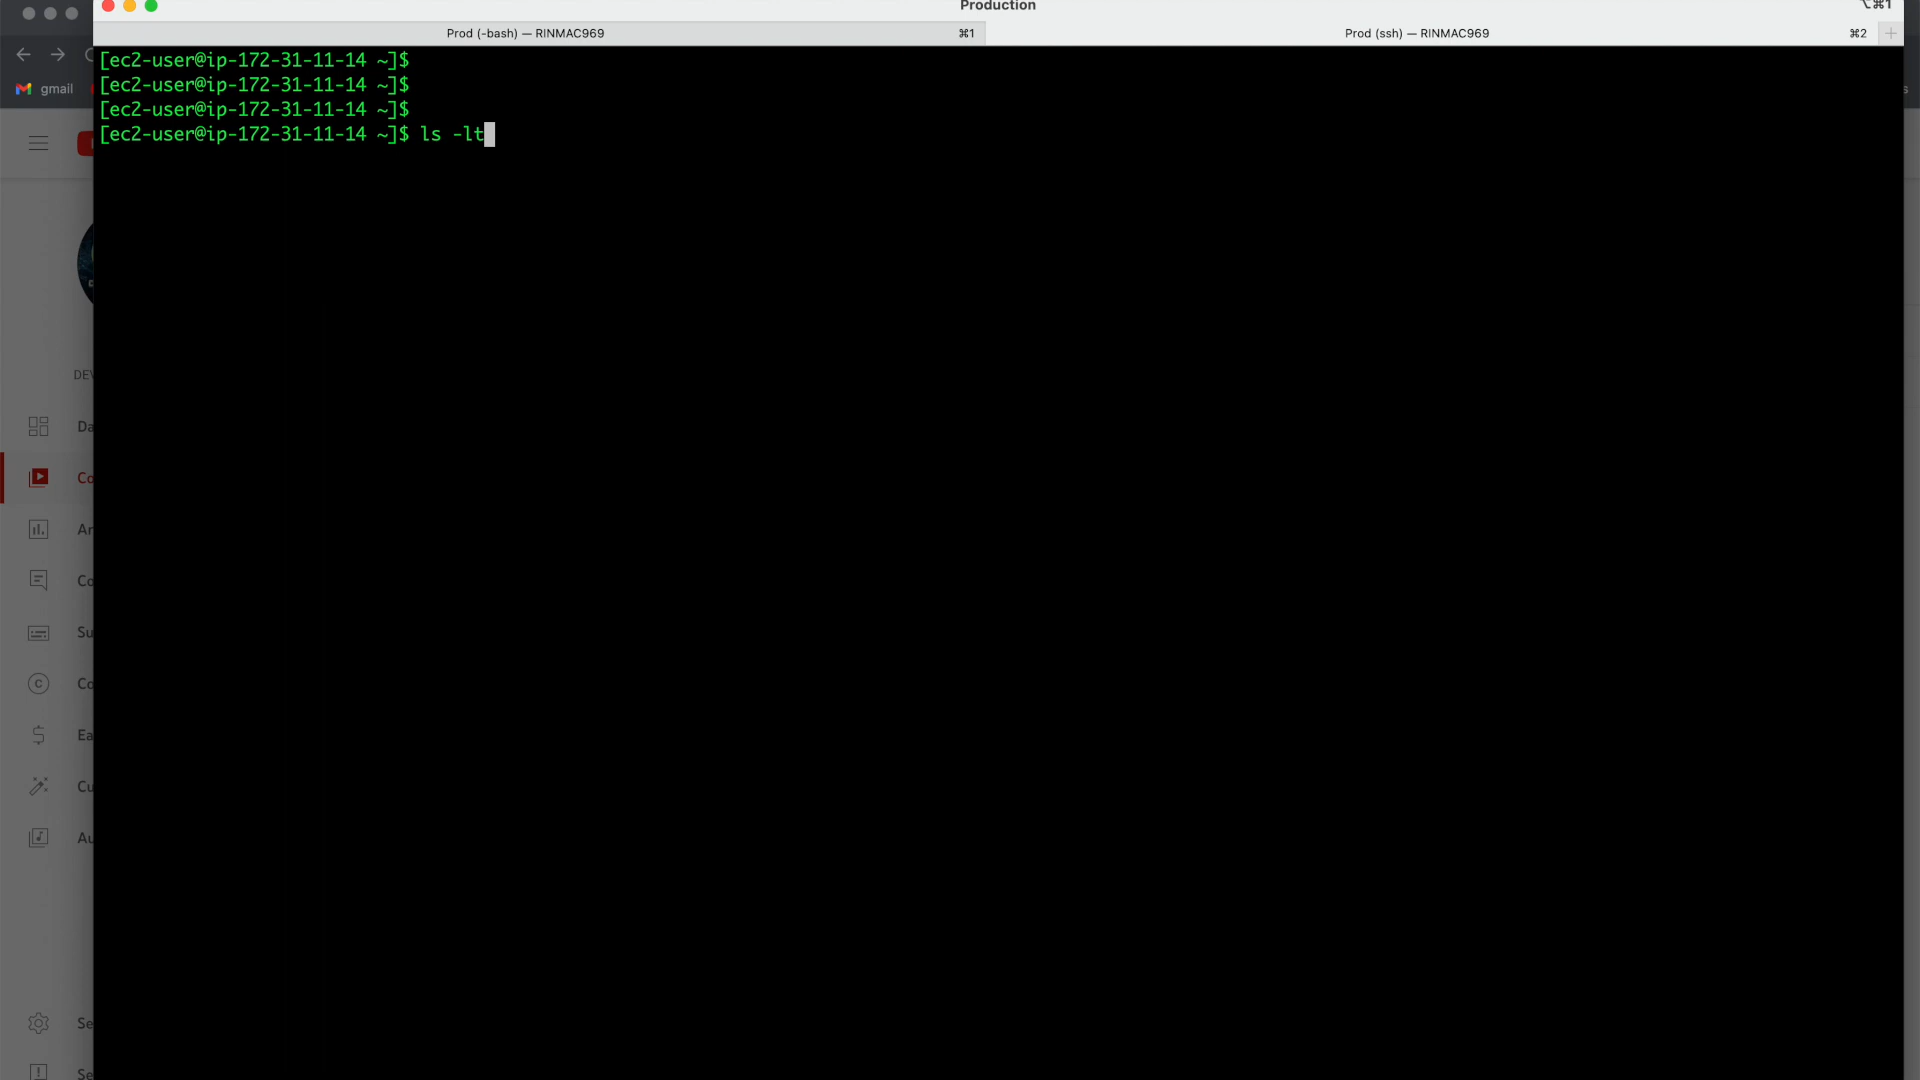 Production
⌥⌘1
Prod (-bash) — RINMAC969
⌘1
Prod (ssh) — RINMAC969
⌘2
gmail
[ec2-user@ip-172-31-11-14 ~]$
[ec2-user@ip-172-31-11-14 ~]$
[ec2-user@ip-172-31-11-14 ~]$
[ec2-user@ip-172-31-11-14 ~]$ ls -lt
DEV
Da
Co
An
Co
Su
Co
Ea
Cu
Au
Se
Se